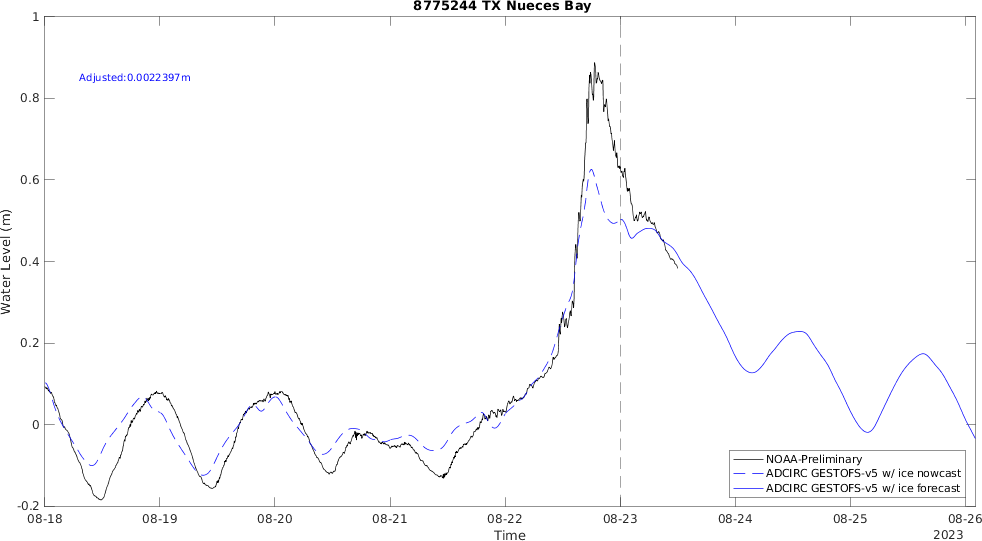 8775244 TX Nueces Bay
1
Adjusted:0.0022397m
0.8
0.6
0.4
0.2
0
-0.2
Water Level (m)
NOAA-Preliminary
ADCIRC GESTOFS-v5 w/ ice nowcast
ADCIRC GESTOFS-v5 w/ ice forecast
08-18 08-19 08-20 08-21 08-22 08-23 08-24 08-25 08-26
Time
2023